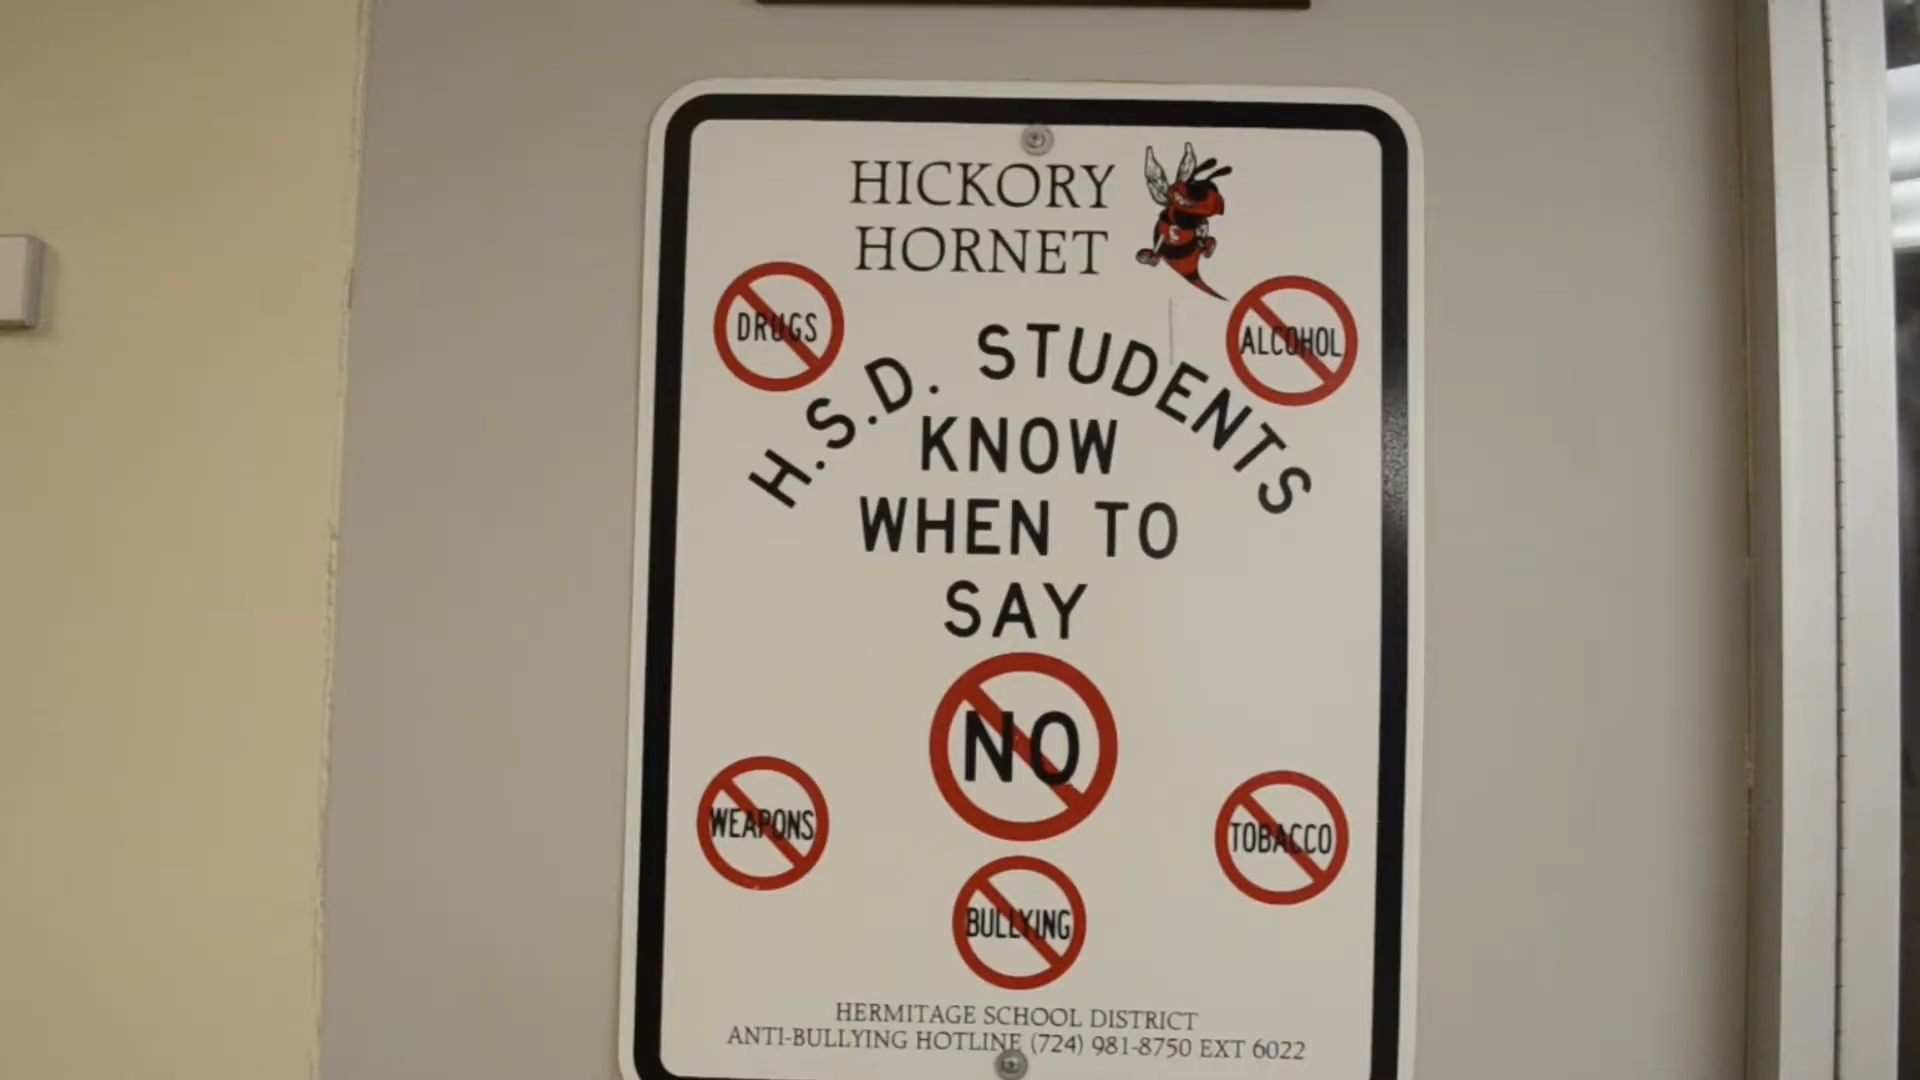 HICKORY
HORNET
DRUGS
ALCOHOL
H.S.D. STUDENTS
KNOW
WHEN TO
SAY
NO
WEAPONS
TOBACCO
BULLYING
HERMITAGE SCHOOL DISTRICT
ANTI-BULLYING HOTLINE (724) 981-8750 EXT 6022